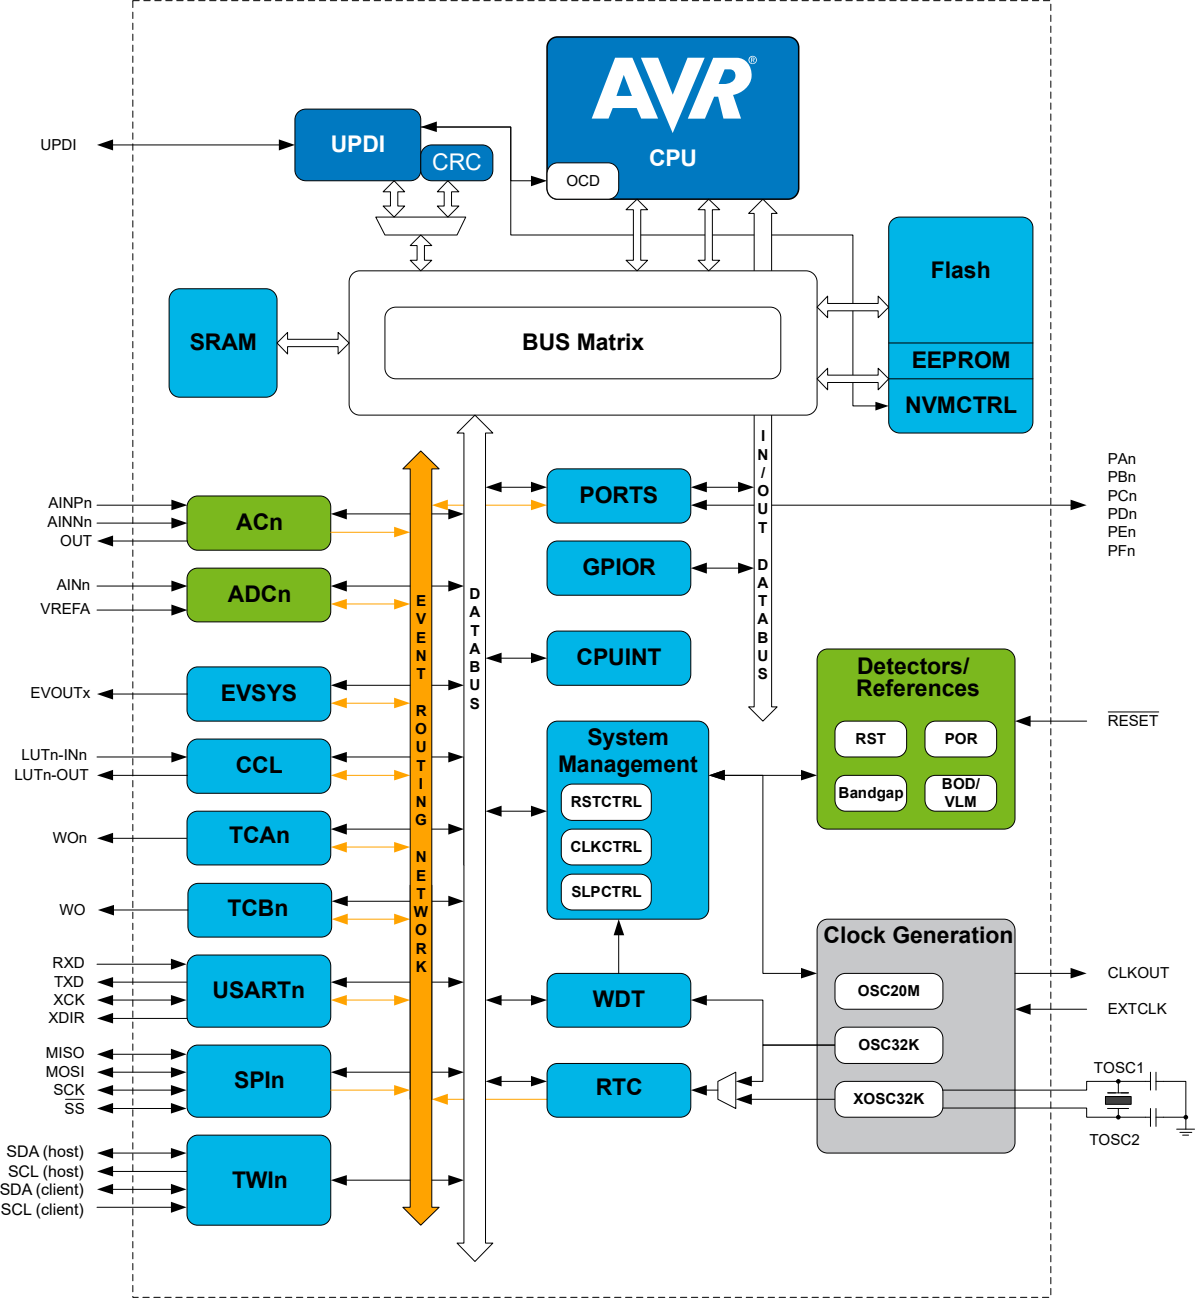 AVR®
CPU
OCD
UPDI
UPDI
CRC
Flash
EEPROM
NVMCTRL
SRAM
BUS Matrix
IN/OUT DATABUS
DATABUS
EVENT ROUTING NETWORK
PORTS
PAn
PBn
PCn
PDn
PEn
PFn
AINPn
AINNn
OUT
ACn
GPIOR
AINn
VREFA
ADCn
CPUINT
EVOUTx
EVSYS
Detectors/
References
RST
POR
Bandgap
BOD/
VLM
RESET
System
Management
RSTCTRL
CLKCTRL
SLPCTRL
LUTn-INn
LUTn-OUT
CCL
WOn
TCAn
WO
TCBn
Clock Generation
OSC20M
OSC32K
XOSC32K
CLKOUT
EXTCLK
TOSC1
TOSC2
RXD
TXD
XCK
XDIR
USARTn
WDT
MISO
MOSI
SCK
SS
SPIn
RTC
SDA (host)
SCL (host)
SDA (client)
SCL (client)
TWIn